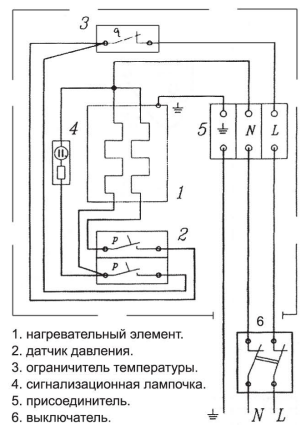 3
q
4
5
N
L
1
P
2
P
6
N
L
1. нагревательный элемент.
2. датчик давления.
3. ограничитель температуры.
4. сигнализационная лампочка.
5. присоединитель.
6. выключатель.